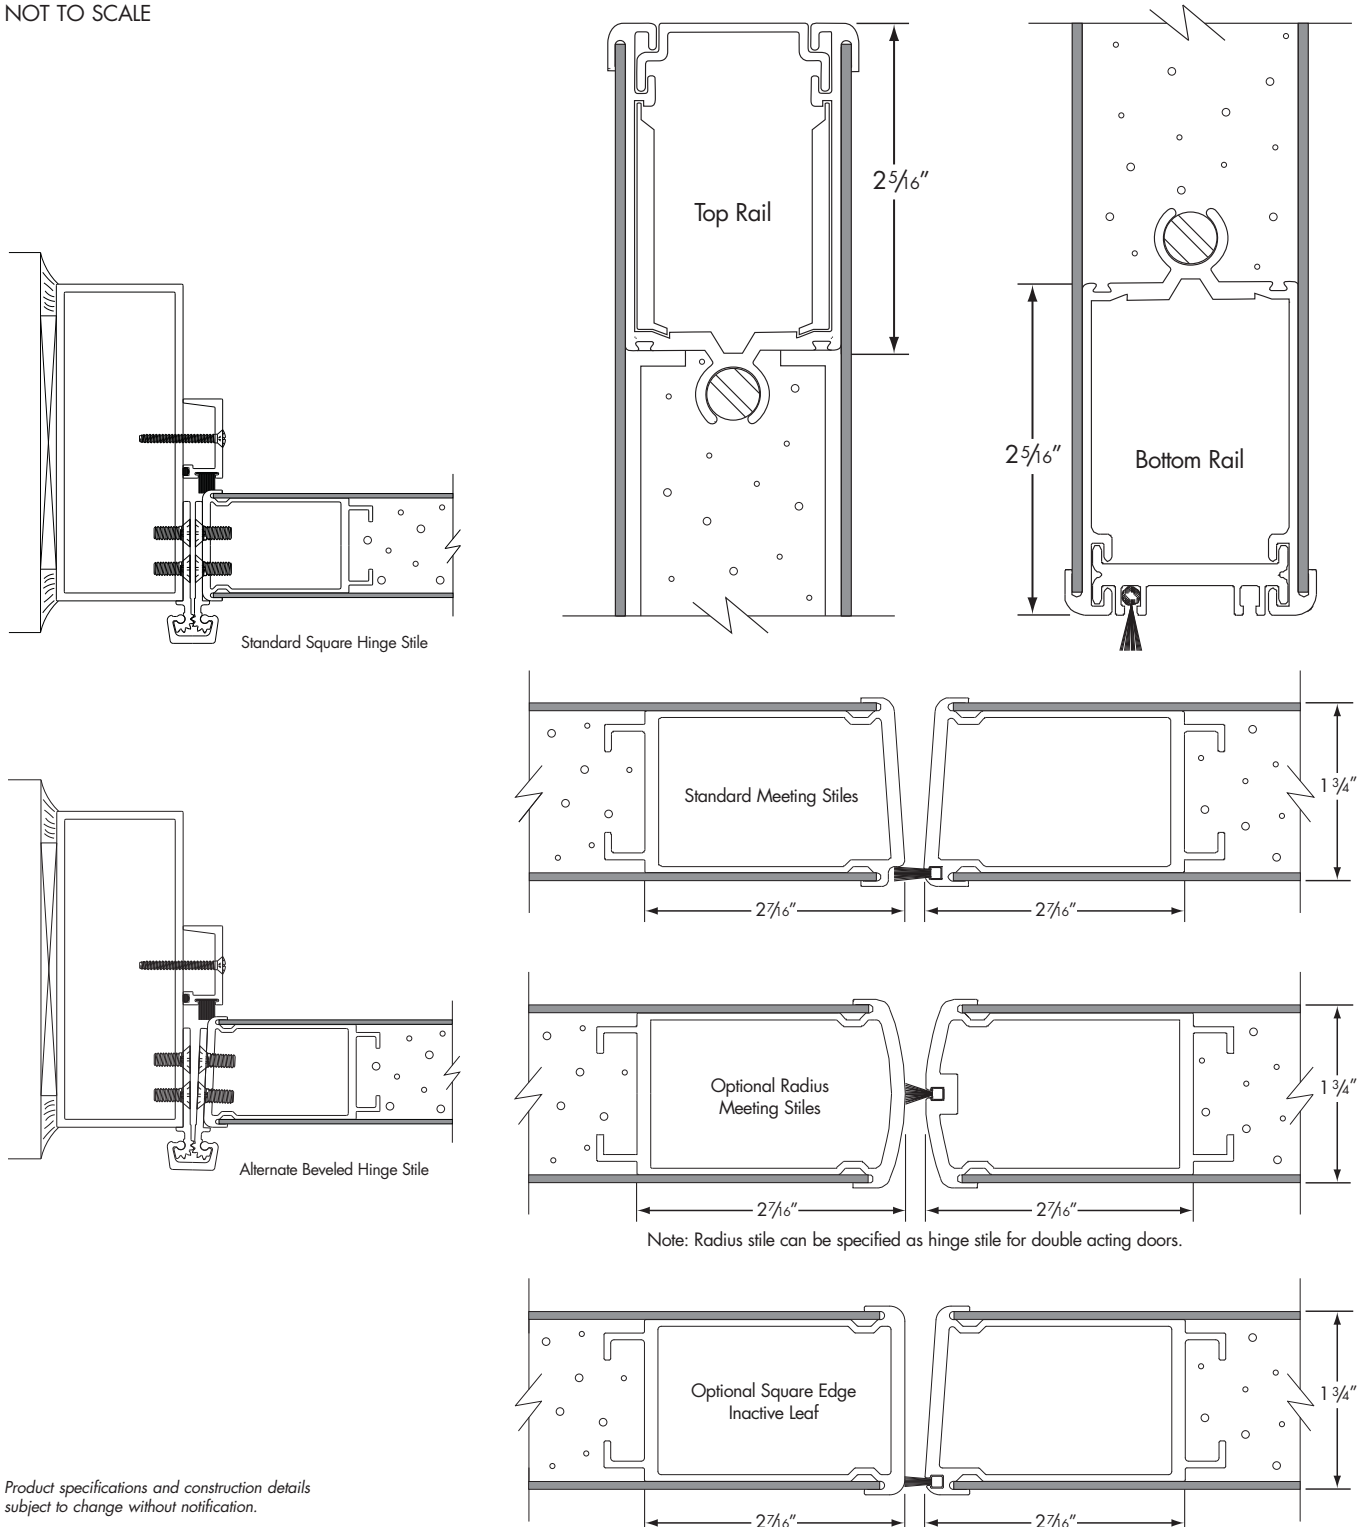 NOT TO SCALE
2 5/16"
Top Rail
2 5/16"
Bottom Rail
Standard Square Hinge Stile
Standard Meeting Stiles
1 3/4"
2 7/16"
2 7/16"
Optional Radius
Meeting Stiles
1 3/4"
Alternate Beveled Hinge Stile
2 7/16"
2 7/16"
Note: Radius stile can be specified as hinge stile for double acting doors.
Optional Square Edge
Inactive Leaf
1 3/4"
Product specifications and construction details
subject to change without notification.
2 7/16"
2 7/16"